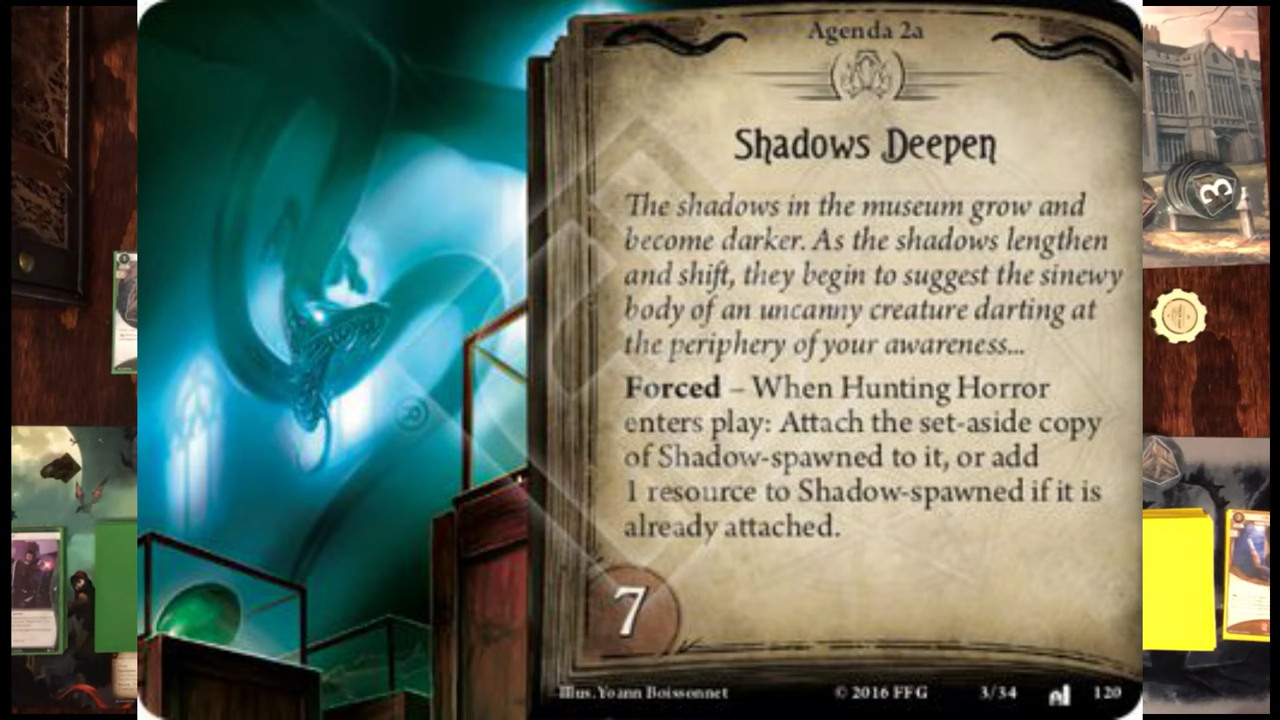 Agenda 2a
Shadows Deepen
The shadows in the museum grow and
become darker. As the shadows lengthen
and shift, they begin to suggest the sinewy
body of an uncanny creature darting at
the periphery of your awareness...
Forced – When Hunting Horror
enters play: Attach the set-aside copy
of Shadow-spawned to it, or add
1 resource to Shadow-spawned if it is
already attached.
7
Illus. Yoann Boissonnet © 2016 FFG 3/34 120
3